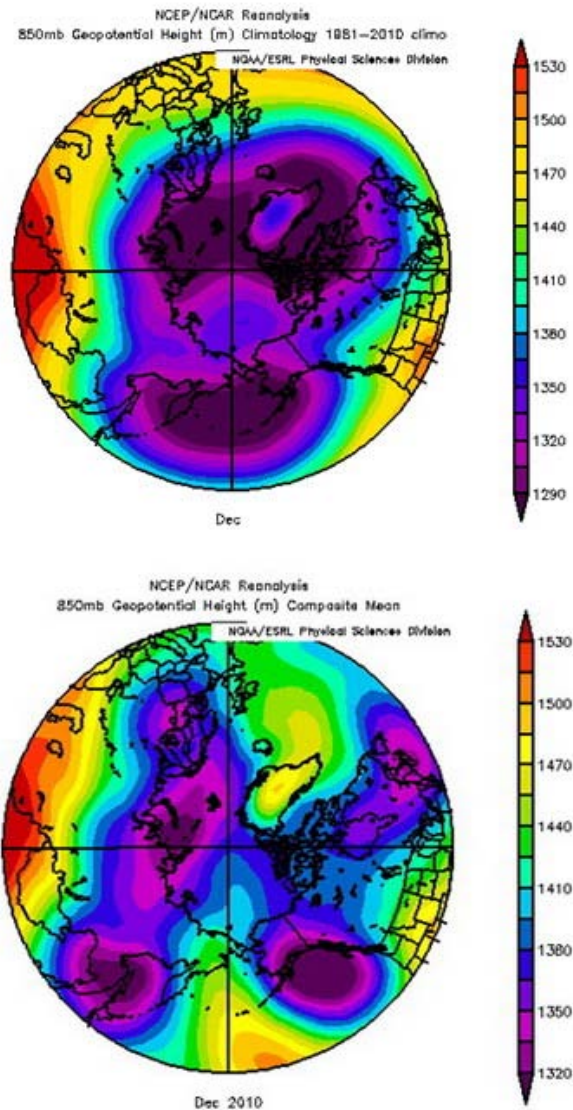 NCEP/NCAR Reanalysis
850mb Geopotential Height (m) Climatology 1981-2010 climo
NOAA/ESRL Physical Sciences Division
1530
1500
1470
1440
1410
1380
1350
1320
1290
Dec
NCEP/NCAR Reanalysis
850mb Geopotential Height (m) Composite Mean
NOAA/ESRL Physical Sciences Division
1530
1500
1470
1440
1410
1380
1350
1320
Dec 2010